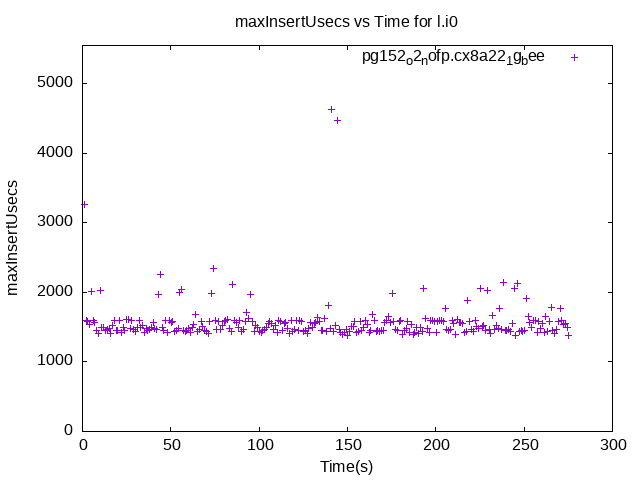 maxInsertUsecs vs Time for l.i0
pg152_o2_nofp.cx8a22_1g_bee
5000
4000
3000
2000
1000
0
maxInsertUsecs
0 50 100 150 200 250 300
Time(s)